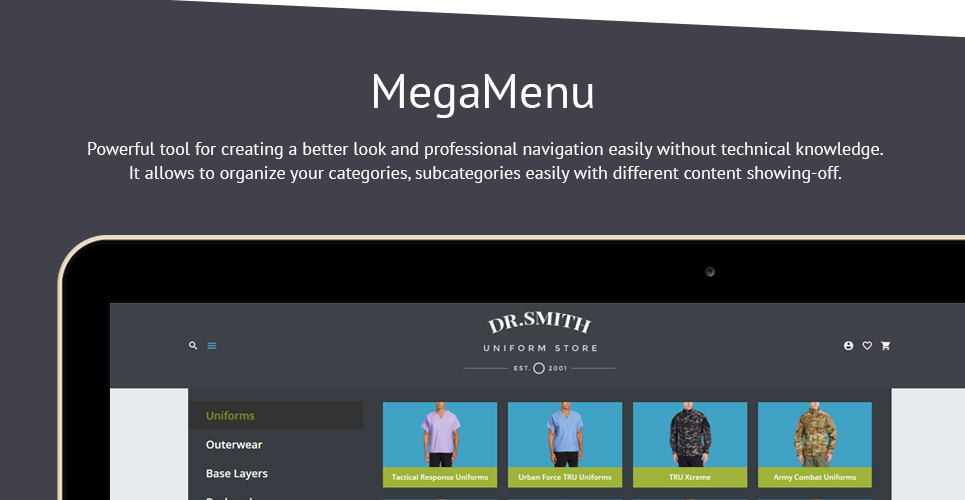 MegaMenu
Powerful tool for creating a better look and professional navigation easily without technical knowledge.
It allows to organize your categories, subcategories easily with different content showing-off.
DR.SMITH
UNIFORM STORE
EST. 2001
Uniforms
Outerwear
Base Layers
Tactical Response Uniforms
Urban Force TRU Uniforms
TRU Xtreme
Army Combat Uniforms